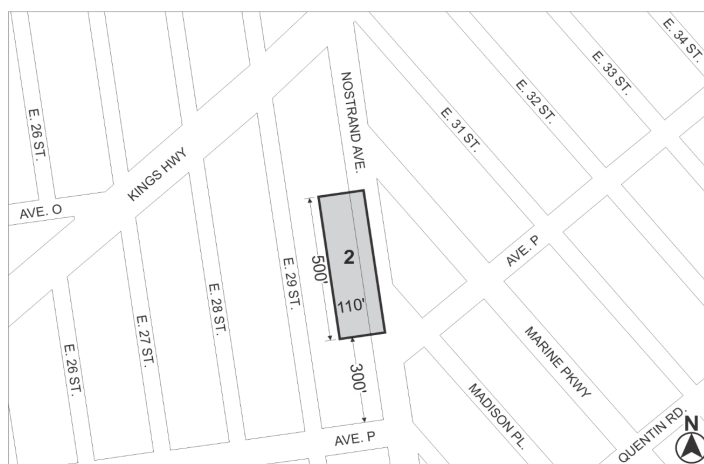 E. 34 ST.
E. 33 ST.
E. 32 ST.
E. 31 ST.
NOSTRAND AVE.
E. 26 ST.
KINGS HWY
AVE. O
AVE. P
2
500'
110'
E. 29 ST.
E. 28 ST.
E. 27 ST.
E. 26 ST.
300'
MARINE PKWY
MADISON PL.
QUENTIN RD.
AVE. P
N